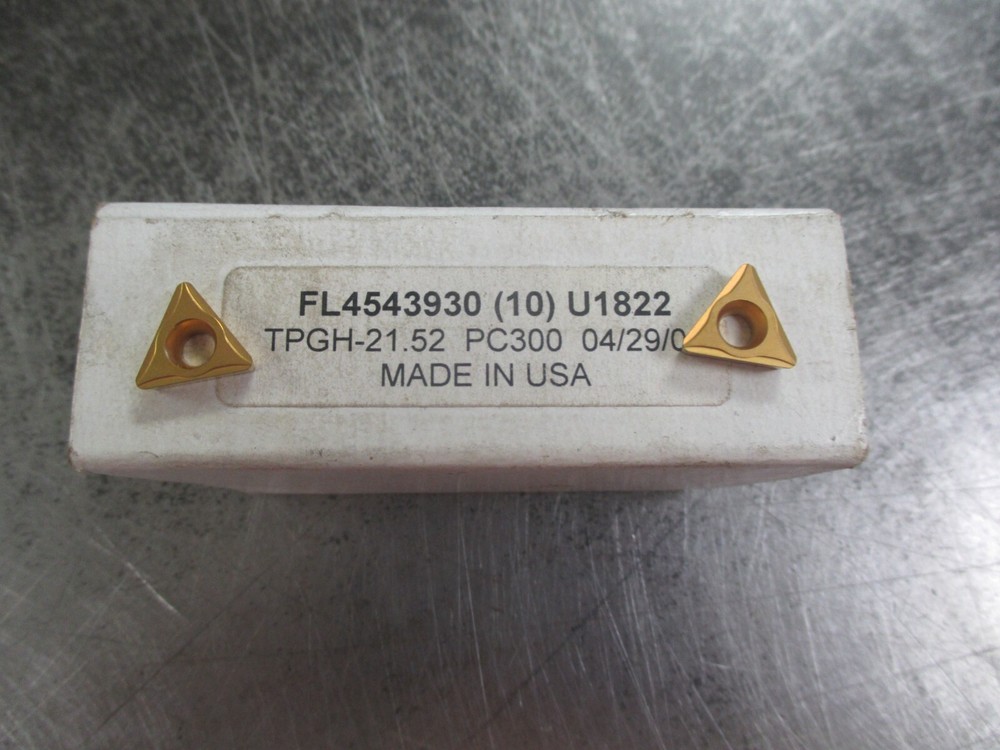 FL4543930 (10) U1822
TPGH-21.52 PC300 04/29/0
MADE IN USA